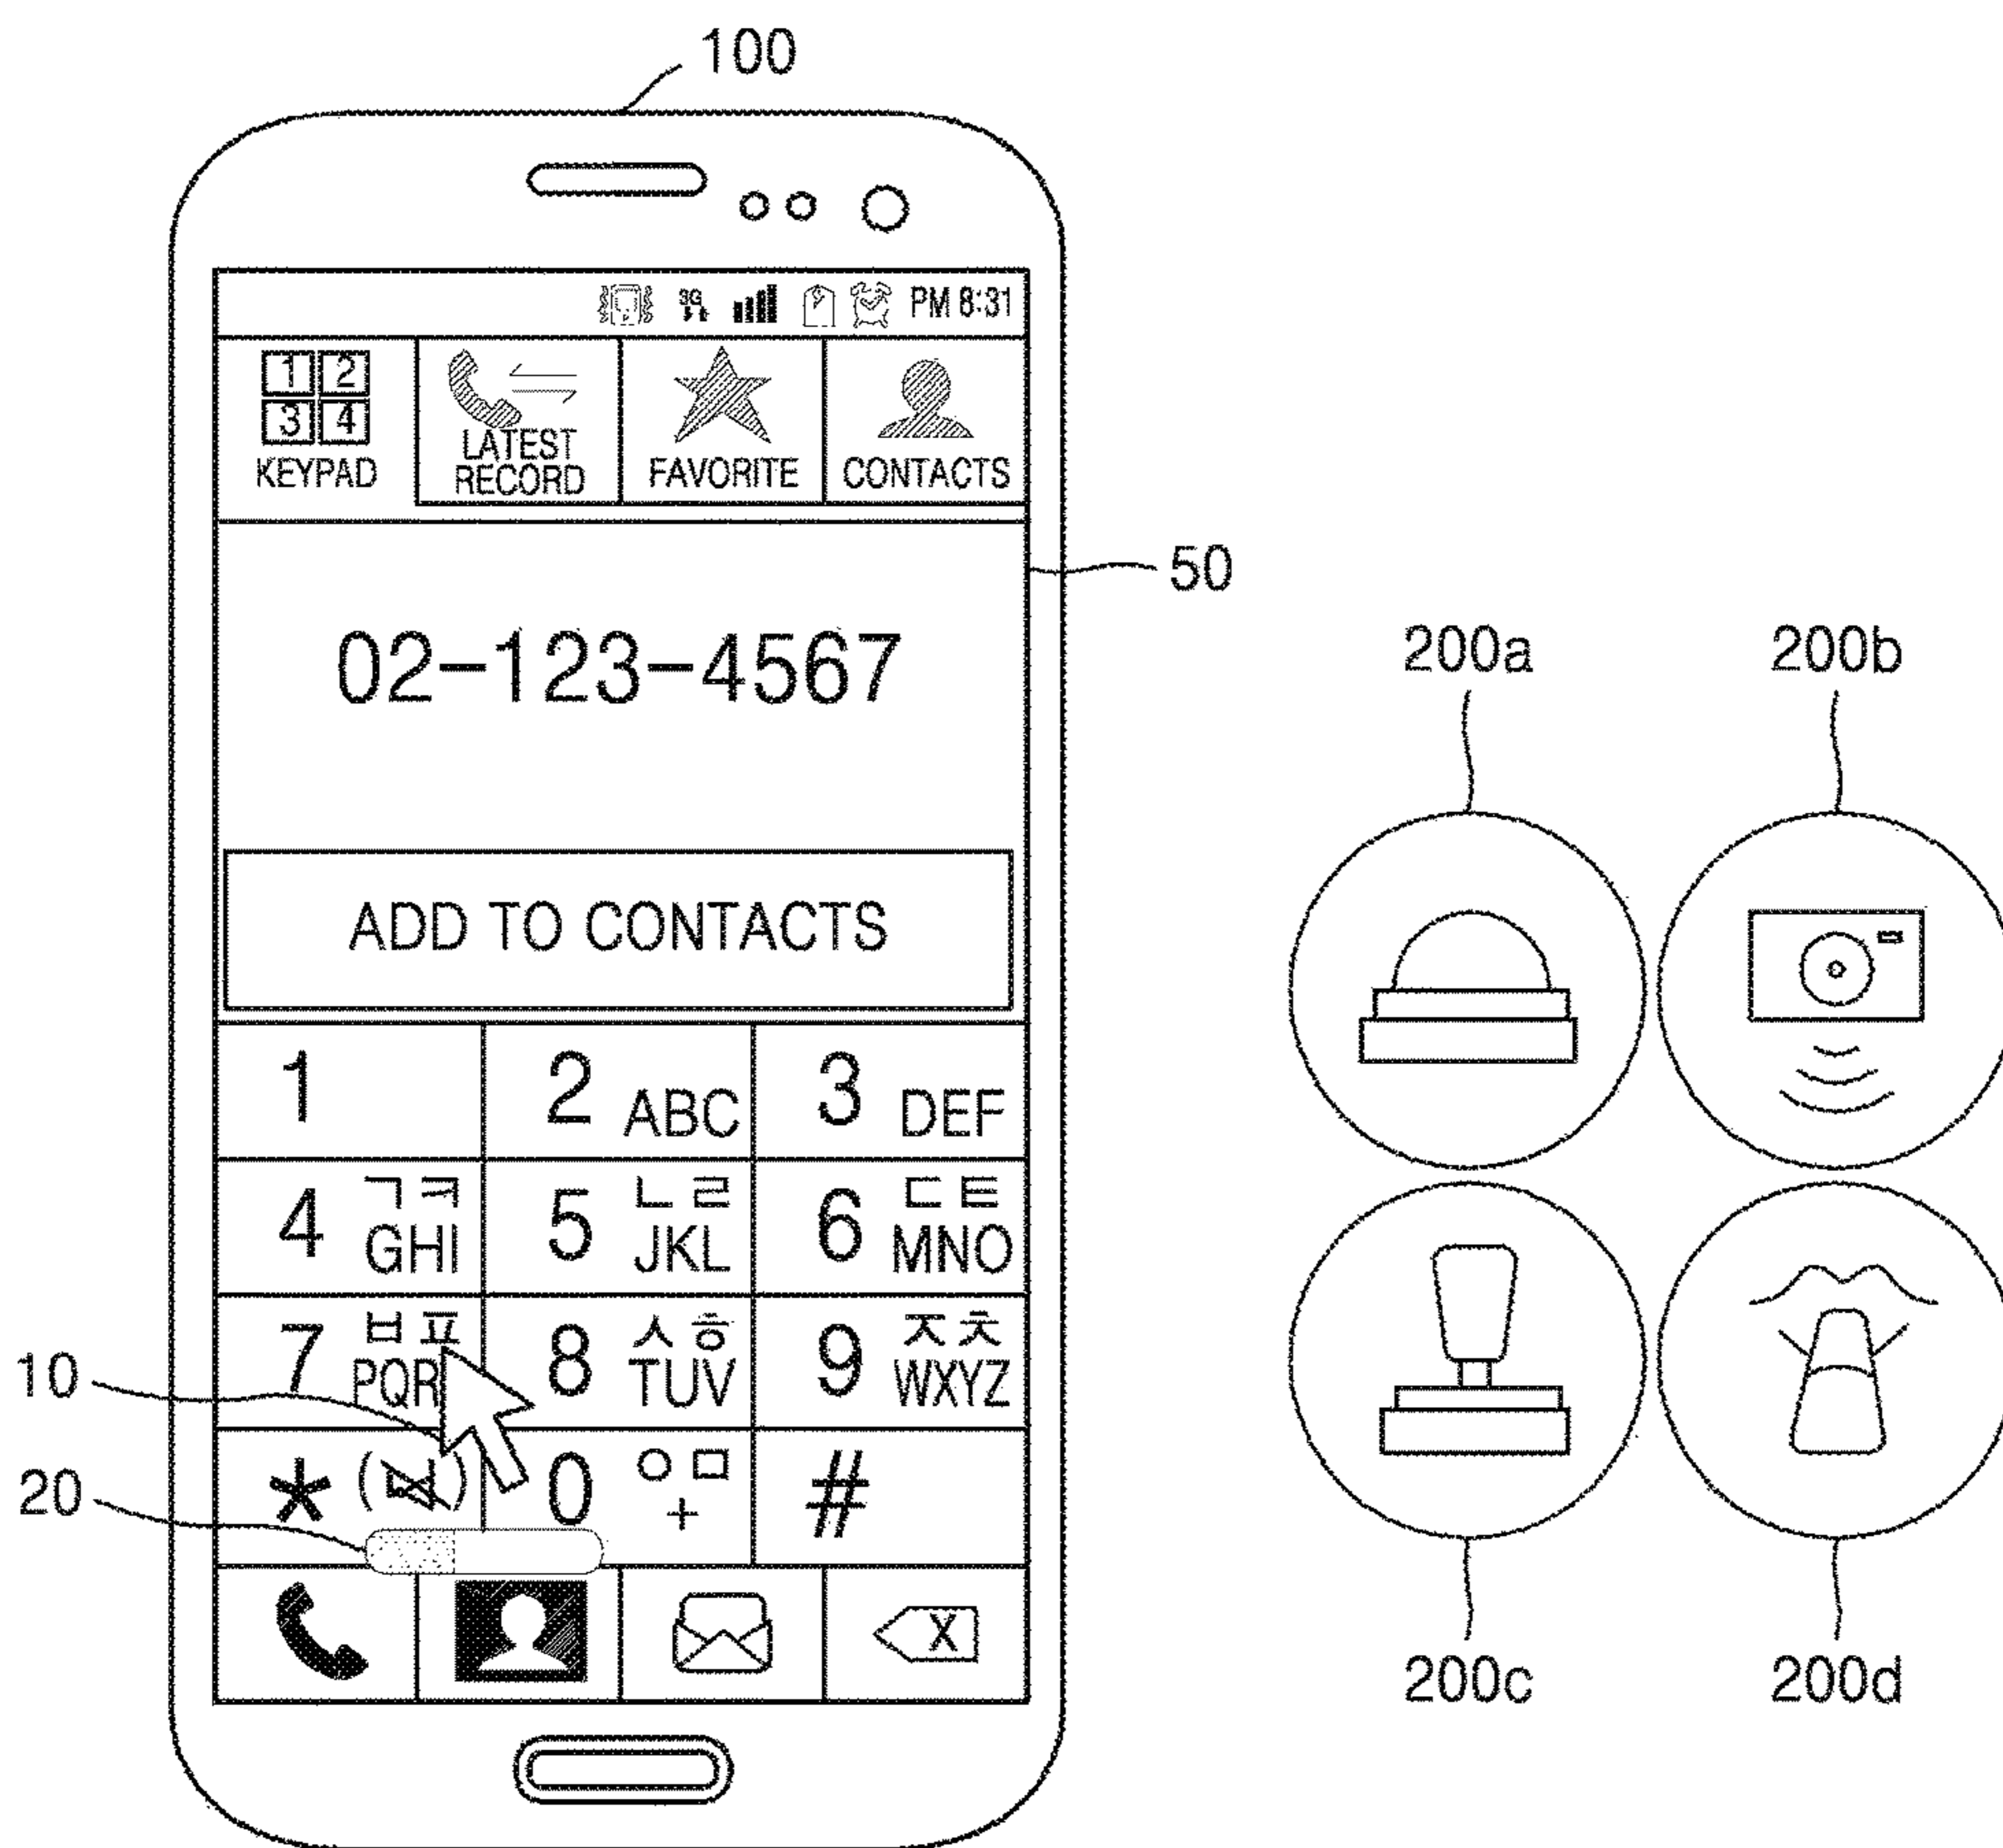 100
3G PM 8:31
1 2
3 4
KEYPAD
LATEST
RECORD
FAVORITE
CONTACTS
50
02-123-4567
200a 200b
ADD TO CONTACTS
1 2 ABC 3 DEF
4 ㄱㅋ GHI 5 ㄴㄹ JKL 6 ㄷㅌ MNO
7 ㅂㅍ PQR 8 ㅅㅎ TUV 9 ㅈㅊ WXYZ
10
* ( ) 0 ㅇㅁ + #
20
X
200c 200d